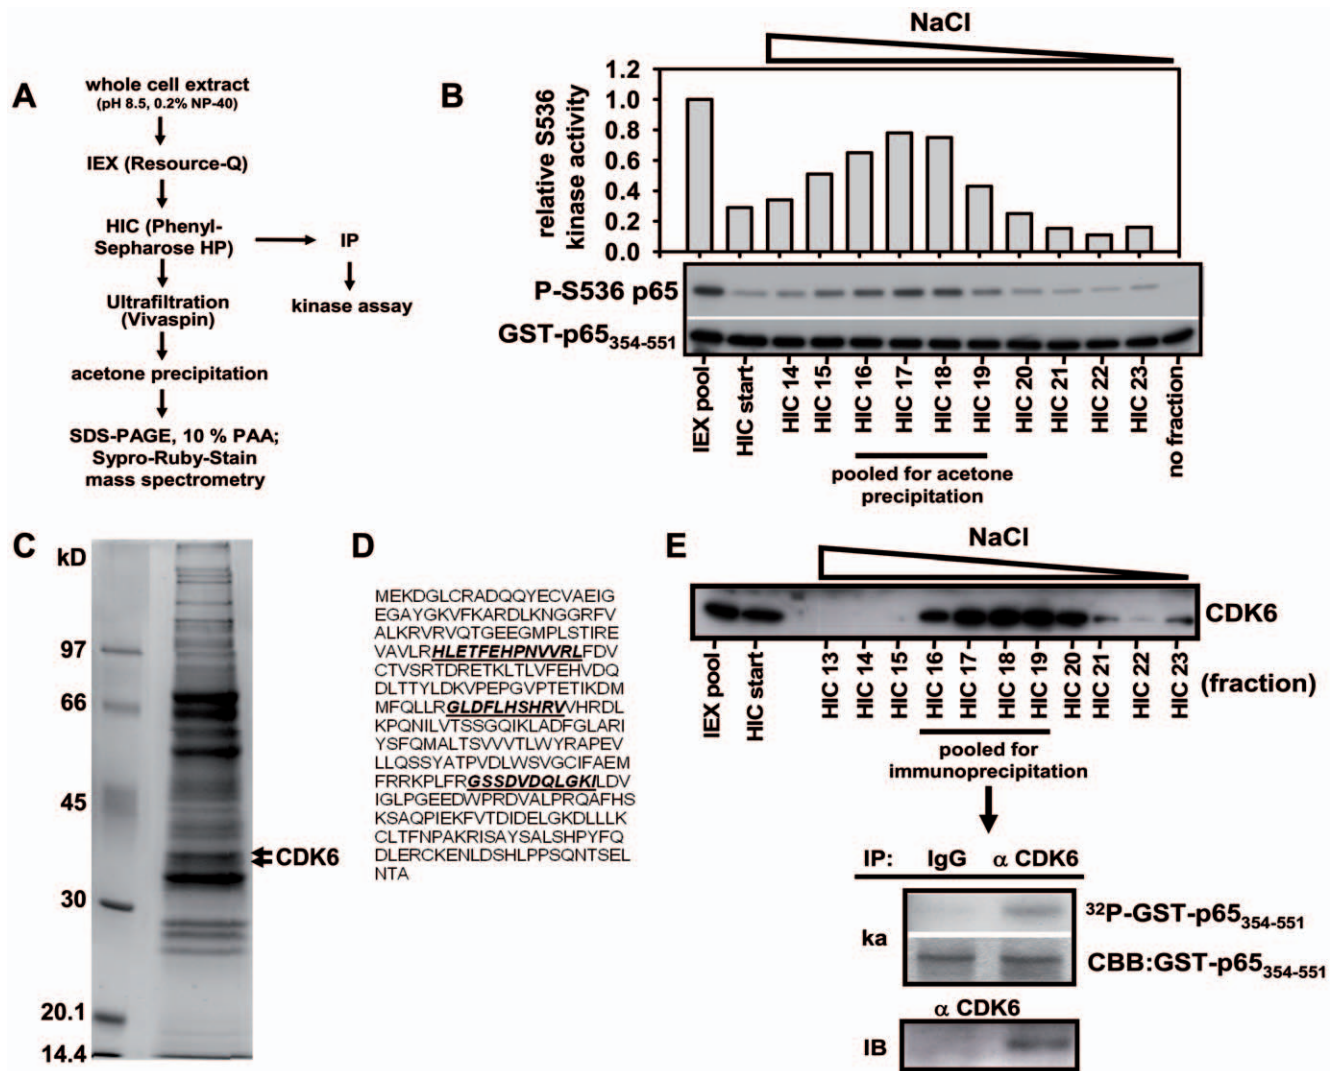 A
whole cell extract
(pH 8.5, 0.2% NP-40)
IEX (Resource-Q)
HIC (Phenyl-
Sepharose HP)
IP
kinase assay
Ultrafiltration
(Vivaspin)
acetone precipitation
SDS-PAGE, 10 % PAA;
Sypro-Ruby-Stain
mass spectrometry
B
NaCl
relative S536
kinase activity
1.2
1.0
0.8
0.6
0.4
0.2
0.0
P-S536 p65
GST-p65354-551
IEX pool
HIC start
HIC 14
HIC 15
HIC 16
HIC 17
HIC 18
HIC 19
HIC 20
HIC 21
HIC 22
HIC 23
no fraction
pooled for acetone
precipitation
C
kD
97
66
45
30
20.1
14.4
CDK6
D
MEKDGLCRADQQYECVAEIG
EGAYGKVFKARDLKNGGRFV
ALKRVRVQTGEEGMPLSTIRE
VAVLRHLETFEHPNVVRLFDV
CTVSRTDRETKLTLVFEHVDQ
DLTTYLDKVPEPGVPTETIKDM
MFQLLRGLDFLHSHRVVHRDL
KPQNILVTSSGQIKLADFGLARI
YSFQMALTSVVVTLWYRAPEV
LLQSSYATPVDLWSVGCIFAEM
FRRKPLFRGSSDVDQLGKILDV
IGLPGEEDWPRDVALPRQAFHS
KSAQPIEKFVTDIDELGKDLLLK
CLTFNPAKRISAYSALSHPYFQ
DLERCKENLDSHLPPSQNTSEL
NTA
E
NaCl
CDK6
IEX pool
HIC start
HIC 13
HIC 14
HIC 15
HIC 16
HIC 17
HIC 18
HIC 19
HIC 20
HIC 21
HIC 22
HIC 23
(fraction)
pooled for
immunoprecipitation
IP: IgG α CDK6
ka
32P-GST-p65354-551
CBB:GST-p65354-551
α CDK6
IB